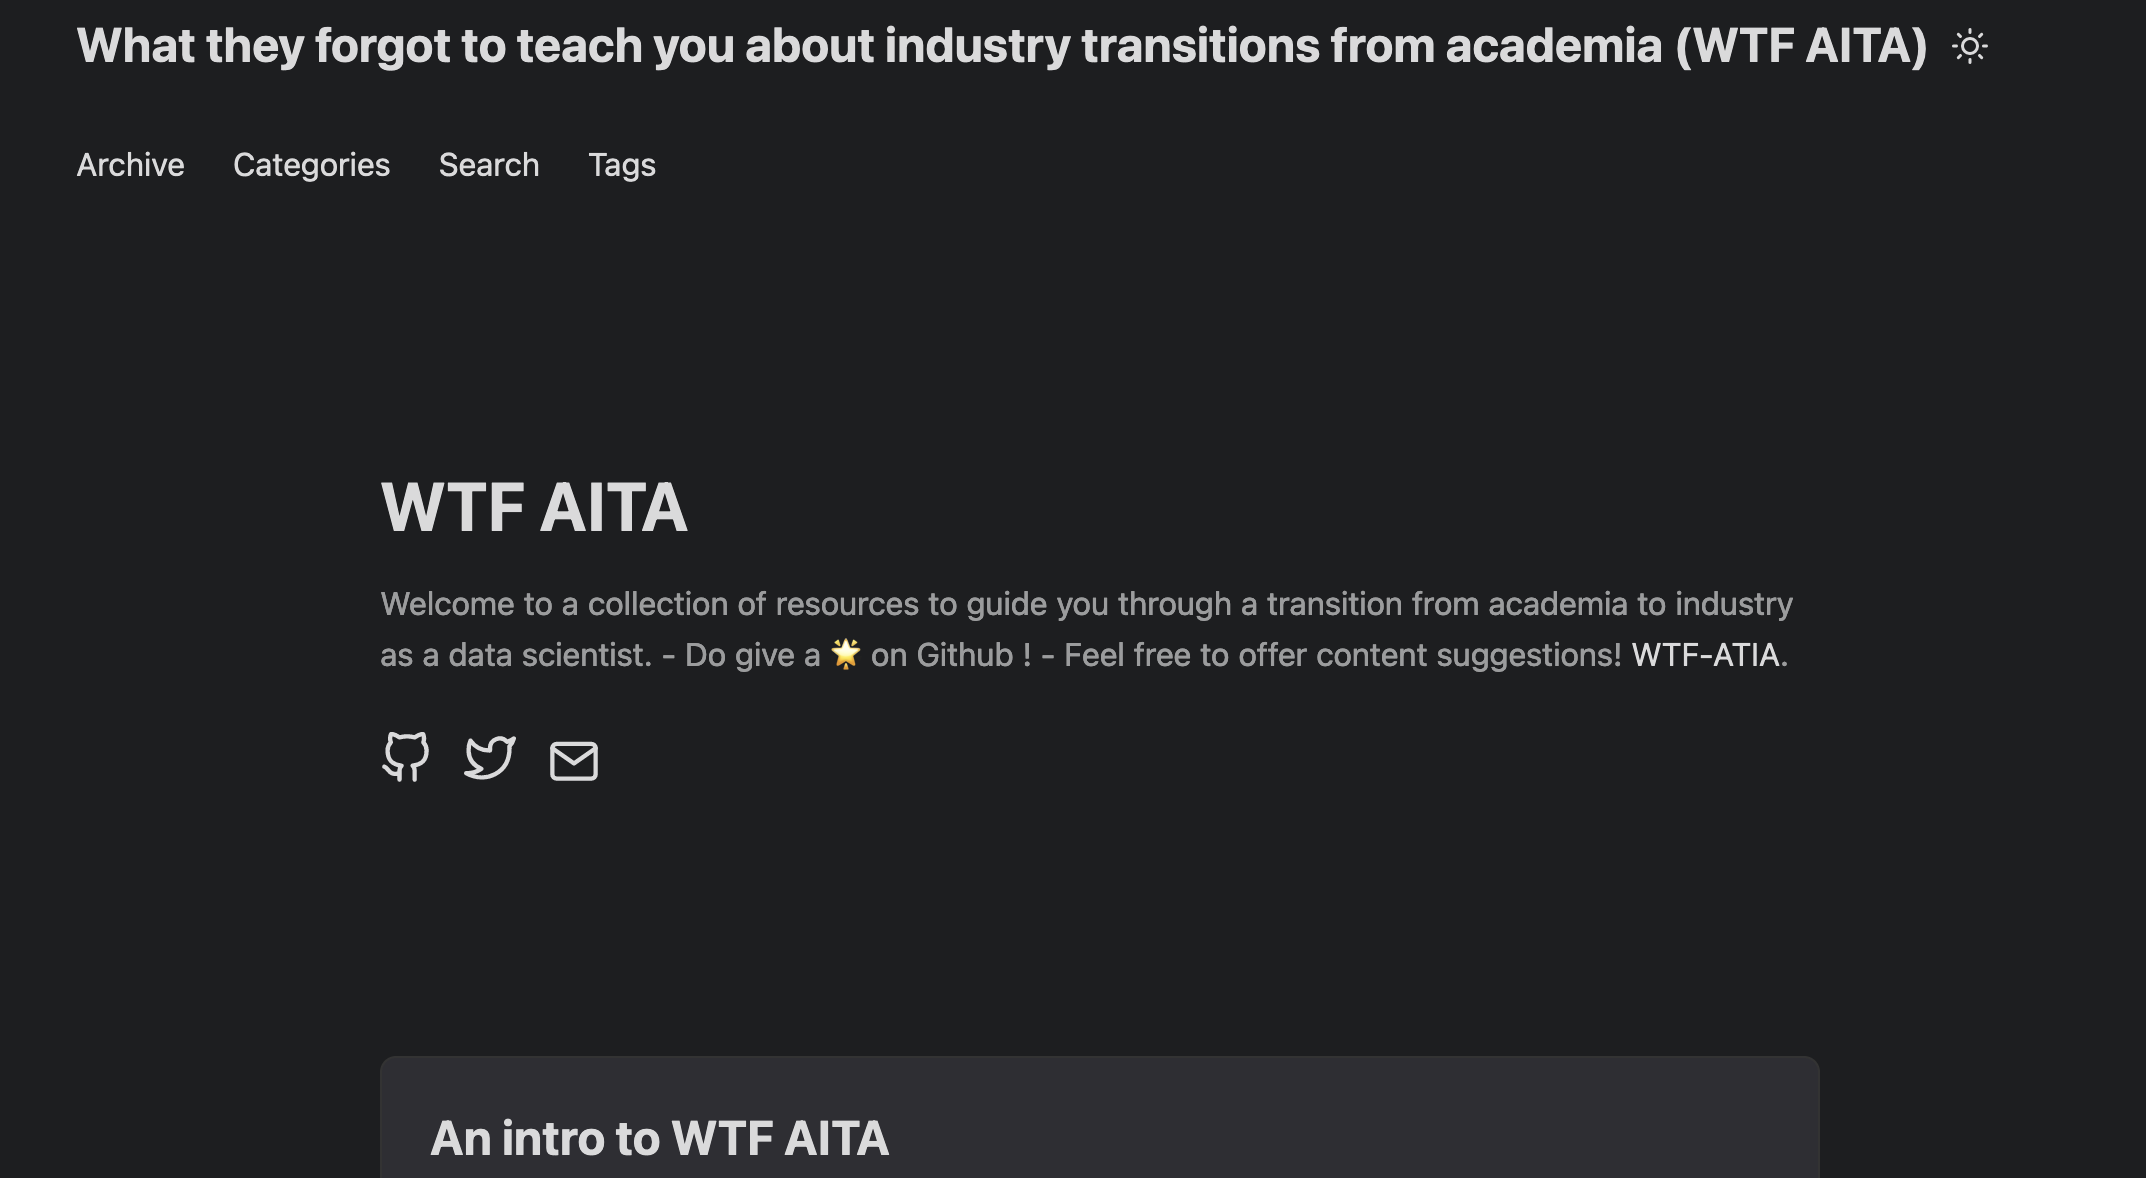 What they forgot to teach you about industry transitions from academia (WTF AITA)
Archive Categories Search Tags
WTF AITA
Welcome to a collection of resources to guide you through a transition from academia to industry
as a data scientist. - Do give a 🌟 on Github ! - Feel free to offer content suggestions! WTF-ATIA.
An intro to WTF AITA